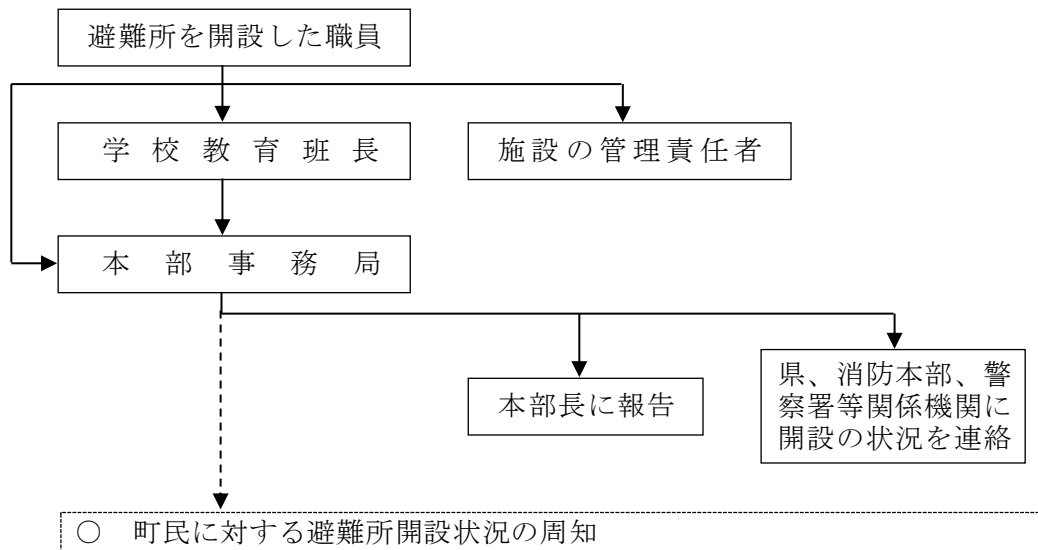 避難所を開設した職員
学校教育班長
施設の管理責任者
本部事務局
本部長に報告
県、消防本部、警
察署等関係機関に
開設の状況を連絡
○　町民に対する避難所開設状況の周知